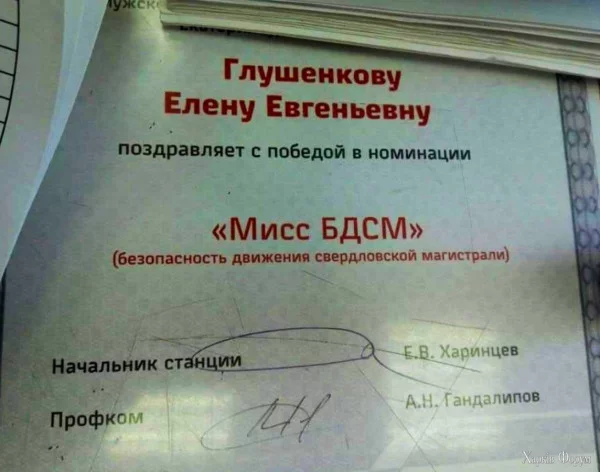 Глушенкову
Елену Евгеньевну
поздравляет с победой в номинации
«Мисс БДСМ»
(безопасность движения свердловской магистрали)
Начальник станции Е.В. Харинцев
Профком А.Н. Гандалипов